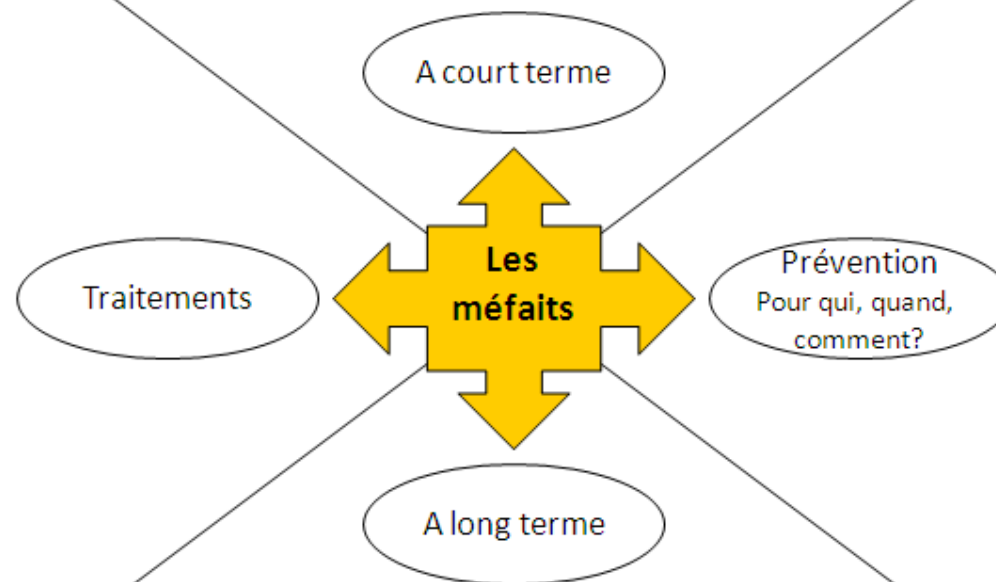 A court terme
Les
méfaits
Traitements
Prévention
Pour qui, quand,
comment?
A long terme